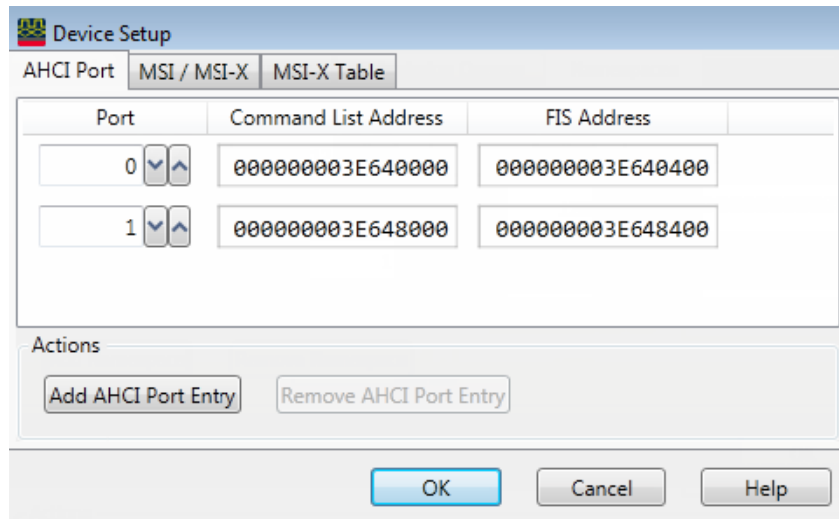 Device Setup
AHCI Port MSI / MSI-X MSI-X Table
Port Command List Address FIS Address
0 000000003E640000 000000003E640400
1 000000003E648000 000000003E648400
Actions
Add AHCI Port Entry Remove AHCI Port Entry
OK Cancel Help